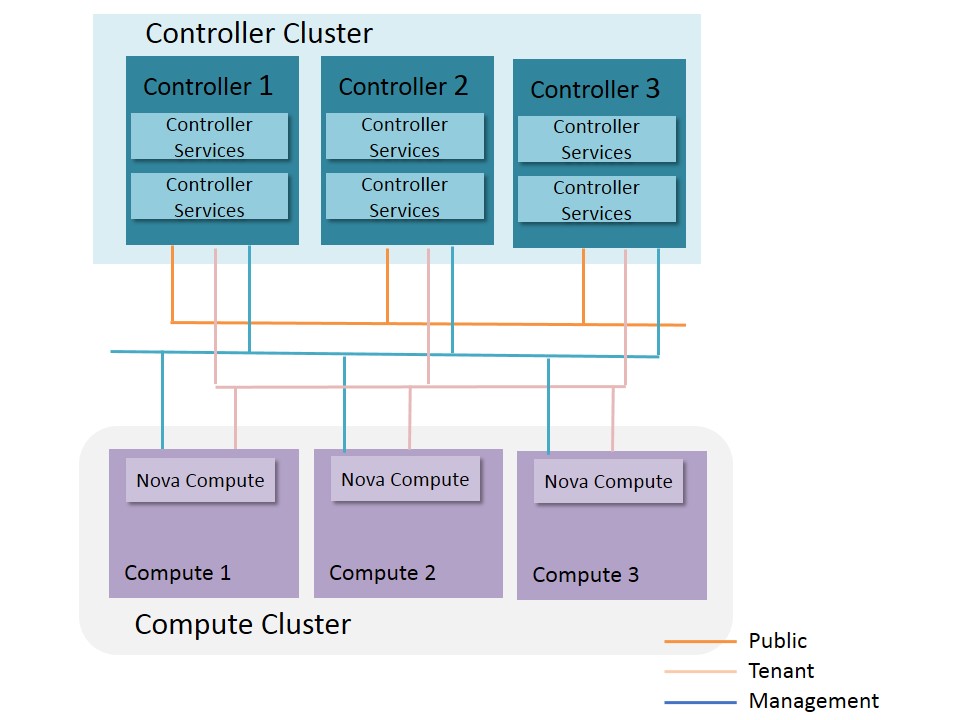 Controller Cluster
Controller 1
Controller 2
Controller 3
Controller
Services
Controller
Services
Controller
Services
Controller
Services
Controller
Services
Controller
Services
Nova Compute
Nova Compute
Nova Compute
Compute 1
Compute 2
Compute 3
Compute Cluster
Public
Tenant
Management